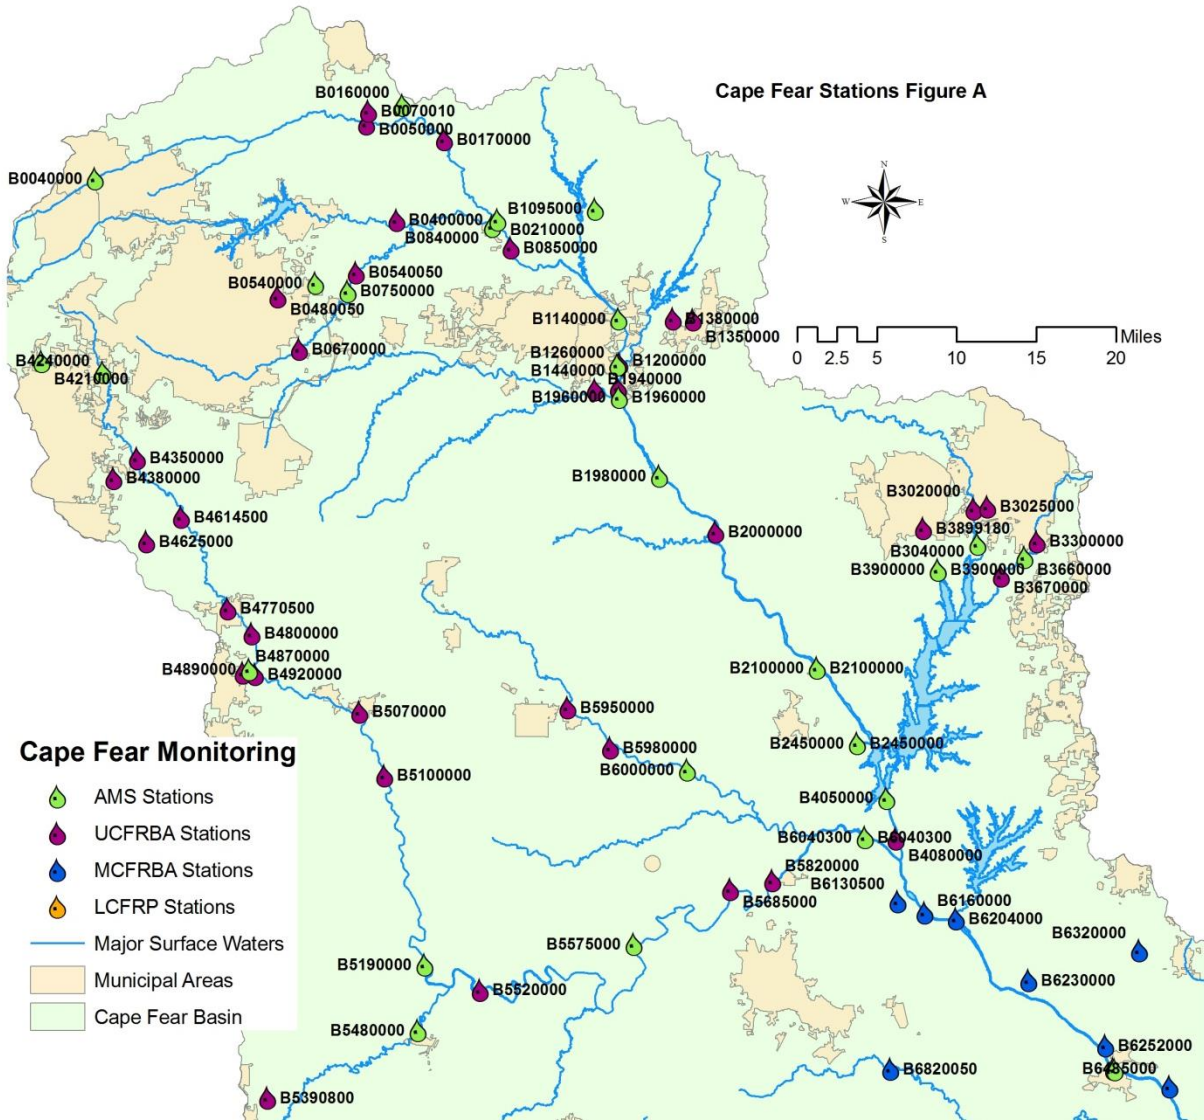 Cape Fear Stations Figure A
B0160000
B0070010
B0050000
B0170000
B0040000
N
W E
S
B1095000
B0400000
B0210000
B0840000
B0850000
B0540050
B0540000
B0750000
B0480050
B1140000
B1380000
B1350000
Miles
0 2.5 5 10 15 20
B0670000
B1260000
B1200000
B4240000
B1440000
B4210000
B1940000
B1960000
B1960000
B4350000
B4380000
B1980000
B3020000
B3025000
B4614500
B3899180
B2000000
B4625000
B3300000
B3040000
B3900000
B3900000
B3660000
B3670000
B4770500
B4800000
B4870000
B4890000
B4920000
B2100000
B2100000
B5070000
B5950000
B2450000
B2450000
B5980000
B6000000
B5100000
B4050000
B6040300
B6040300
B4080000
B5820000
B6130500
B5685000
B6160000
B6204000
B6320000
B5575000
B5190000
B6230000
B5520000
B5480000
B6252000
B6820050
B6485000
B5390800
Cape Fear Monitoring
AMS Stations
UCFRBA Stations
MCFRBA Stations
LCFRP Stations
Major Surface Waters
Municipal Areas
Cape Fear Basin